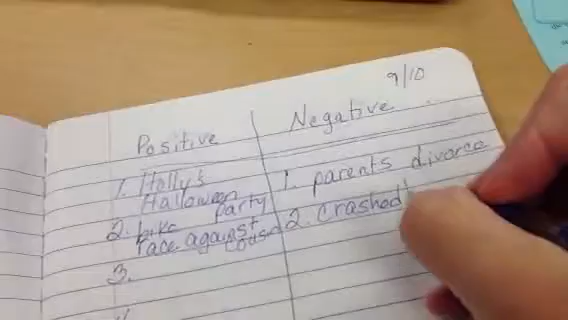 9/10
Positive
Negative
1. Holly's
Halloween
Party
2. bike
race against
cousin
3.
1. parents divorce
2. crashed